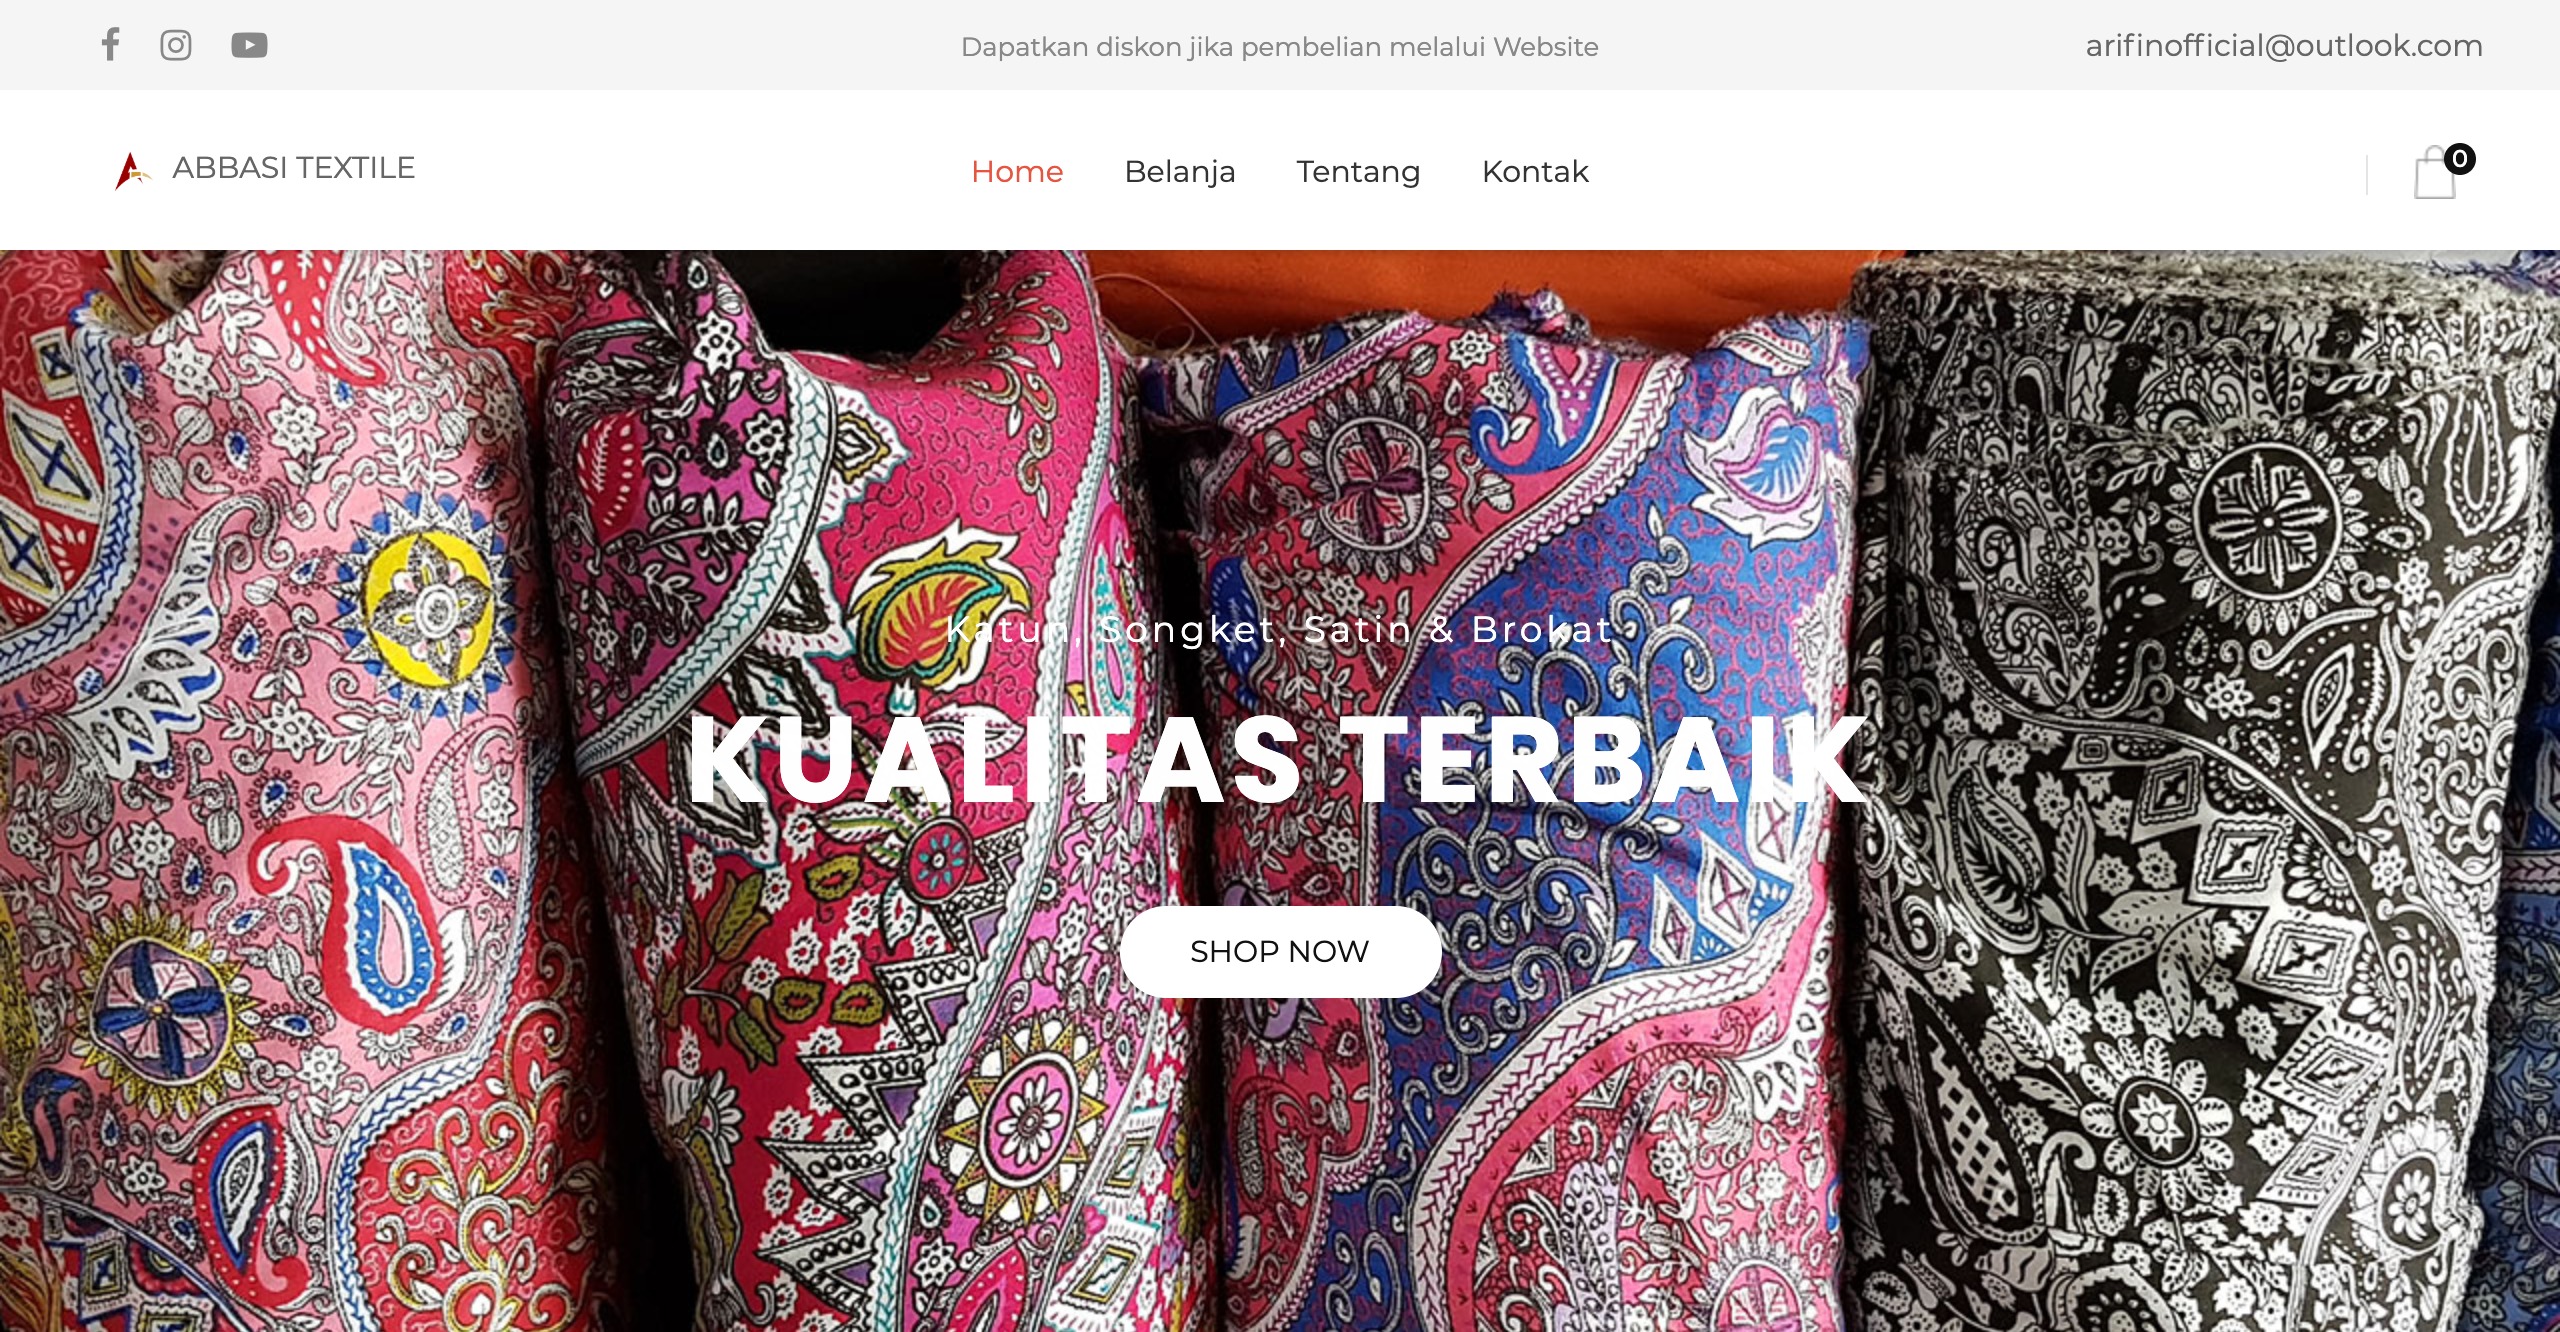 Dapatkan diskon jika pembelian melalui Website
arifinofficial@outlook.com
ABBASI TEXTILE
Home
Belanja
Tentang
Kontak
0
Katun, Songket, Satin & Brokat
KUALITAS TERBAIK
SHOP NOW